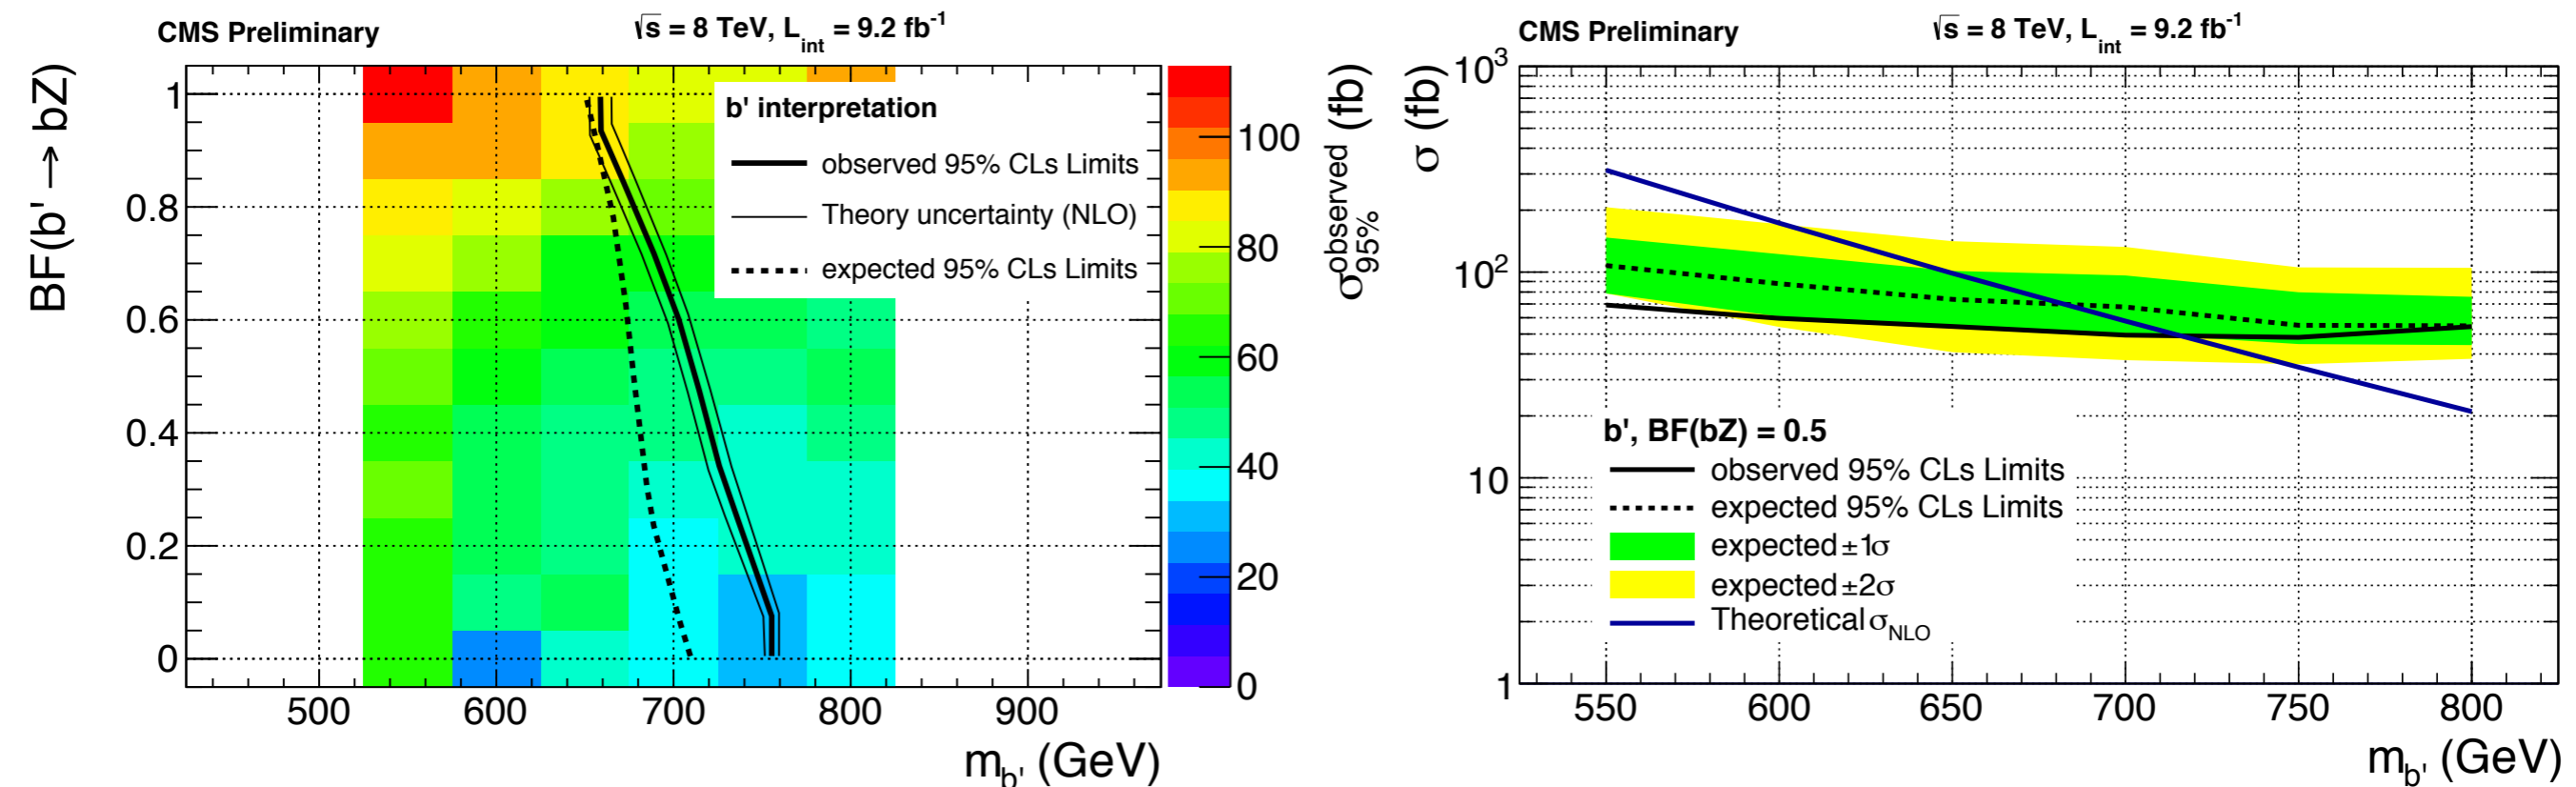 CMS Preliminary
√s = 8 TeV, L_int = 9.2 fb⁻¹
BF(b' → bZ)
1
0.8
0.6
0.4
0.2
0
500 600 700 800 900
m_b' (GeV)
b' interpretation
observed 95% CLs Limits
Theory uncertainty (NLO)
expected 95% CLs Limits
100
80
60
40
20
0
σ^observed_95% (fb)
CMS Preliminary
√s = 8 TeV, L_int = 9.2 fb⁻¹
σ (fb)
10³
10²
10
1
b', BF(bZ) = 0.5
observed 95% CLs Limits
expected 95% CLs Limits
expected ±1σ
expected ±2σ
Theoretical σ_NLO
550 600 650 700 750 800
m_b' (GeV)